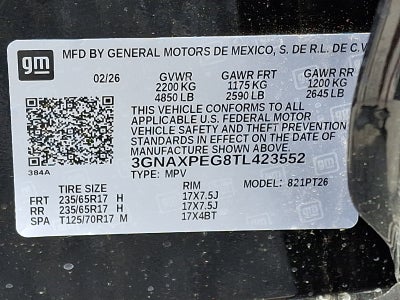 gm
MFD BY GENERAL MOTORS DE MEXICO, S. DE R.L. DE C.V
02/26 GVWR GAWR FRT GAWR RR
2200 KG 1175 KG 1200 KG
4850 LB 2590 LB 2645 LB
THIS VEHICLE CONFORMS TO ALL
APPLICABLE U.S. FEDERAL MOTOR
VEHICLE SAFETY AND THEFT PREVENTION
STANDARDS IN EFFECT ON THE DATE OF
MANUFACTURE SHOWN ABOVE.
3GNAXPEG8TL423552
384A TYPE: MPV MODEL: 821PT26
TIRE SIZE RIM
FRT 235/65R17 H 17X7.5J
RR 235/65R17 H 17X7.5J
SPA T125/70R17 M 17X4BT